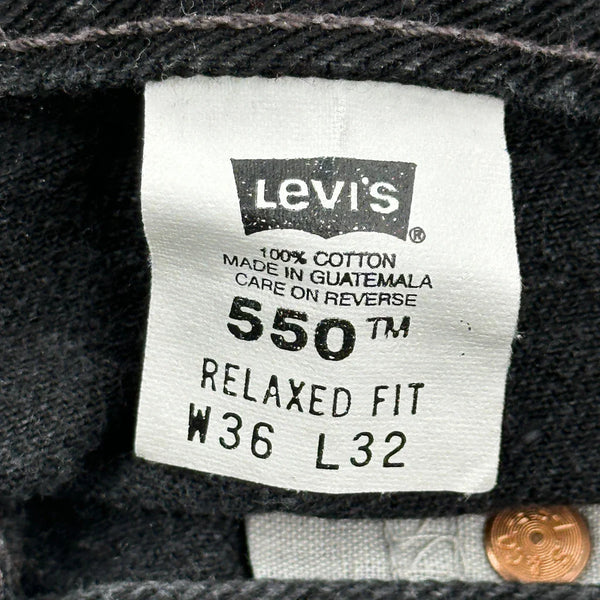 Levi's ®
100% COTTON
MADE IN GUATEMALA
CARE ON REVERSE
550™
RELAXED FIT
W36 L32